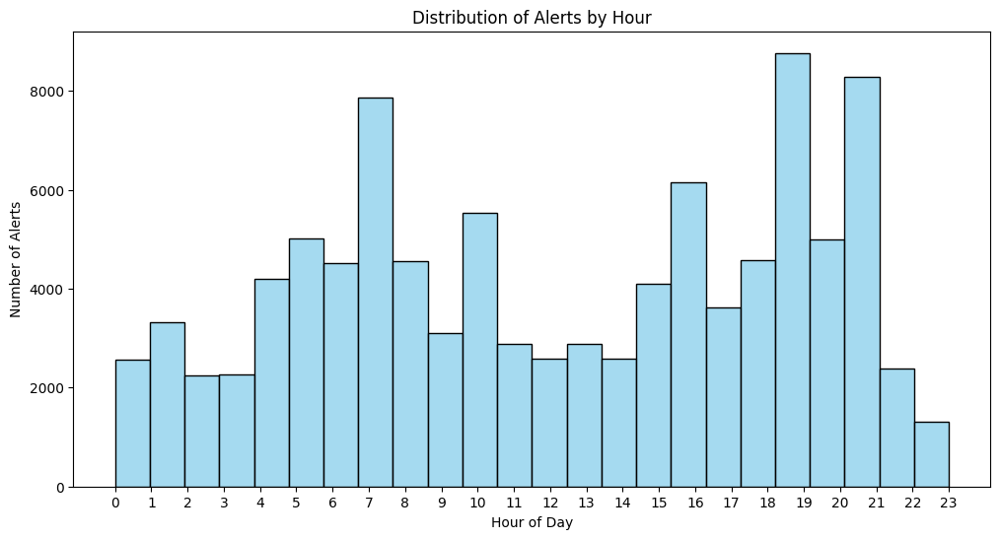 Distribution of Alerts by Hour
Number of Alerts
8000
6000
4000
2000
0
0 1 2 3 4 5 6 7 8 9 10 11 12 13 14 15 16 17 18 19 20 21 22 23
Hour of Day